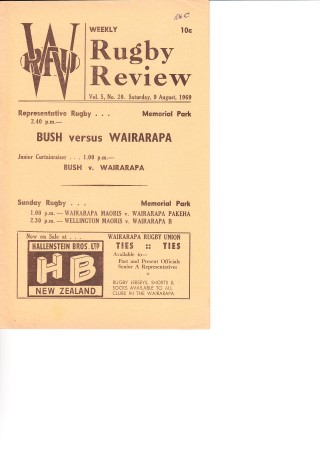 WRFU
WEEKLY
10c
Rugby
Review
Vol. 5, No. 20. Saturday, 9 August, 1969
Representative Rugby . . . Memorial Park
2.40 p.m.—
BUSH versus WAIRARAPA
Junior Curtainraiser . . . 1.00 p.m.—
BUSH v. WAIRARAPA
Sunday Rugby . . . Memorial Park
1.00 p.m.— WAIRARAPA MAORIS v. WAIRARAPA PAKEHA
2.30 p.m.— WELLINGTON MAORIS v. WAIRARAPA B
Now on Sale at . . . .
HALLENSTEIN BROS. LTD
HB
NEW ZEALAND
WAIRARAPA RUGBY UNION
TIES :: TIES
Available to—
Past and Present Officials
Senior A Representatives
RUGBY JERSEYS, SHORTS &
SOCKS AVAILABLE TO ALL
CLUBS IN THE WAIRARAPA